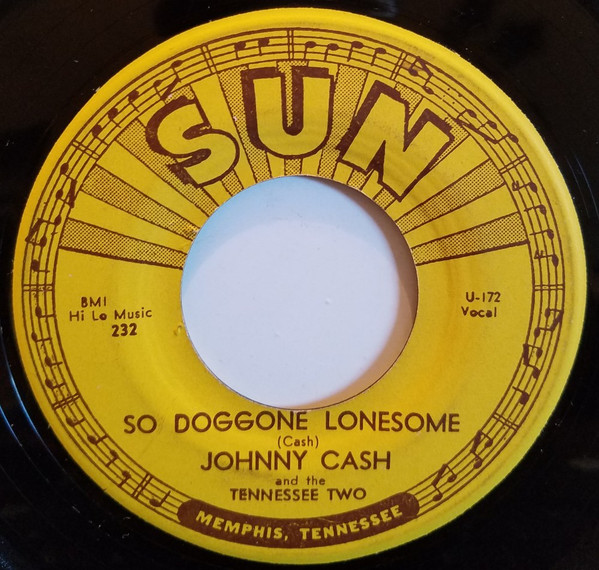 SUN
BMI
Hi Lo Music
232
U-172
Vocal
SO DOGGONE LONESOME
(Cash)
JOHNNY CASH
and the
TENNESSEE TWO
MEMPHIS, TENNESSEE